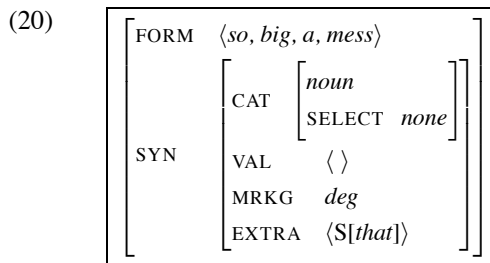 (20)
FORM ⟨so, big, a, mess⟩
SYN
CAT
noun
SELECT none
VAL ⟨ ⟩
MRKG deg
EXTRA ⟨S[that]⟩